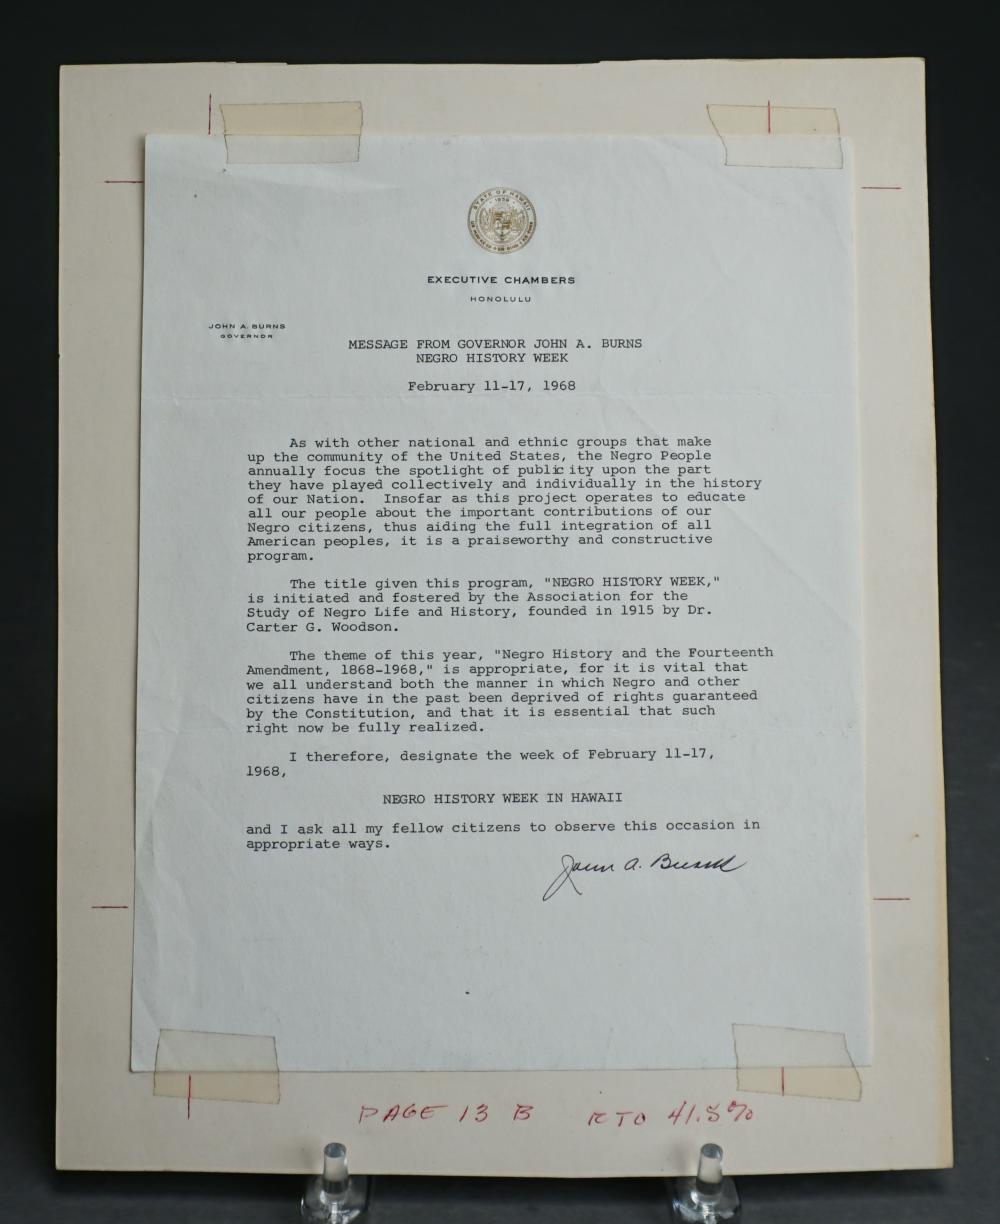 STATE OF HAWAII
1959
EXECUTIVE CHAMBERS
HONOLULU
JOHN A. BURNS
GOVERNOR
MESSAGE FROM GOVERNOR JOHN A. BURNS
NEGRO HISTORY WEEK
February 11-17, 1968
As with other national and ethnic groups that make
up the community of the United States, the Negro People
annually focus the spotlight of publicity upon the part
they have played collectively and individually in the history
of our Nation. Insofar as this project operates to educate
all our people about the important contributions of our
Negro citizens, thus aiding the full integration of all
American peoples, it is a praiseworthy and constructive
program.
The title given this program, "NEGRO HISTORY WEEK,"
is initiated and fostered by the Association for the
Study of Negro Life and History, founded in 1915 by Dr.
Carter G. Woodson.
The theme of this year, "Negro History and the Fourteenth
Amendment, 1868-1968," is appropriate, for it is vital that
we all understand both the manner in which Negro and other
citizens have in the past been deprived of rights guaranteed
by the Constitution, and that it is essential that such
right now be fully realized.
I therefore, designate the week of February 11-17,
1968,
NEGRO HISTORY WEEK IN HAWAII
and I ask all my fellow citizens to observe this occasion in
appropriate ways.
John A. Burns
PAGE 13 B RTO 41.5%